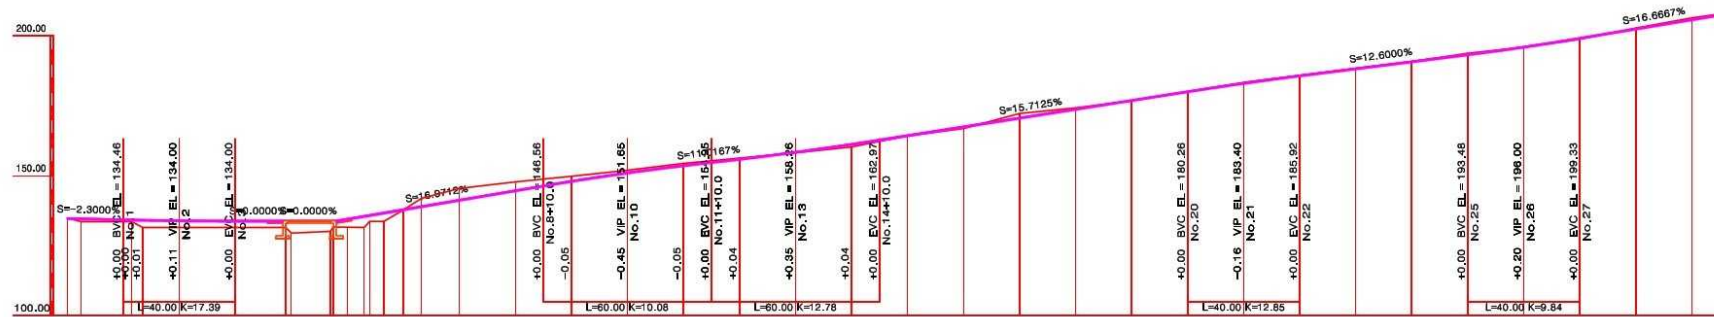 200.00
150.00
100.00
S=-2.3000%
+0.00 BVC EL = 134.46
+0.00 No.1
+0.01
+0.11 VIP EL = 134.00
No.2
+0.00 EVC EL = 134.00
L=40.00 K=17.39
S=0.0000%
S=16.9712%
+0.00 BVC EL = 146.56
No.8+10.0
-0.05
-0.45 VIP EL = 151.65
No.10
-0.05
+0.00
No.11+10.0
+0.04
L=60.00 K=10.08
+0.35 VIP EL = 158.26
No.13
+0.04
+0.00 EVC EL = 162.97
No.14+10.0
L=60.00 K=12.78
S=15.7125%
+0.00 BVC EL = 180.26
No.20
-0.16 VIP EL = 183.40
No.21
+0.00 EVC EL = 185.92
No.22
L=40.00 K=12.85
S=12.6000%
+0.00 BVC EL = 193.48
No.25
+0.20 VIP EL = 196.00
No.26
+0.00 EVC EL = 199.33
No.27
L=40.00 K=9.84
S=16.6667%